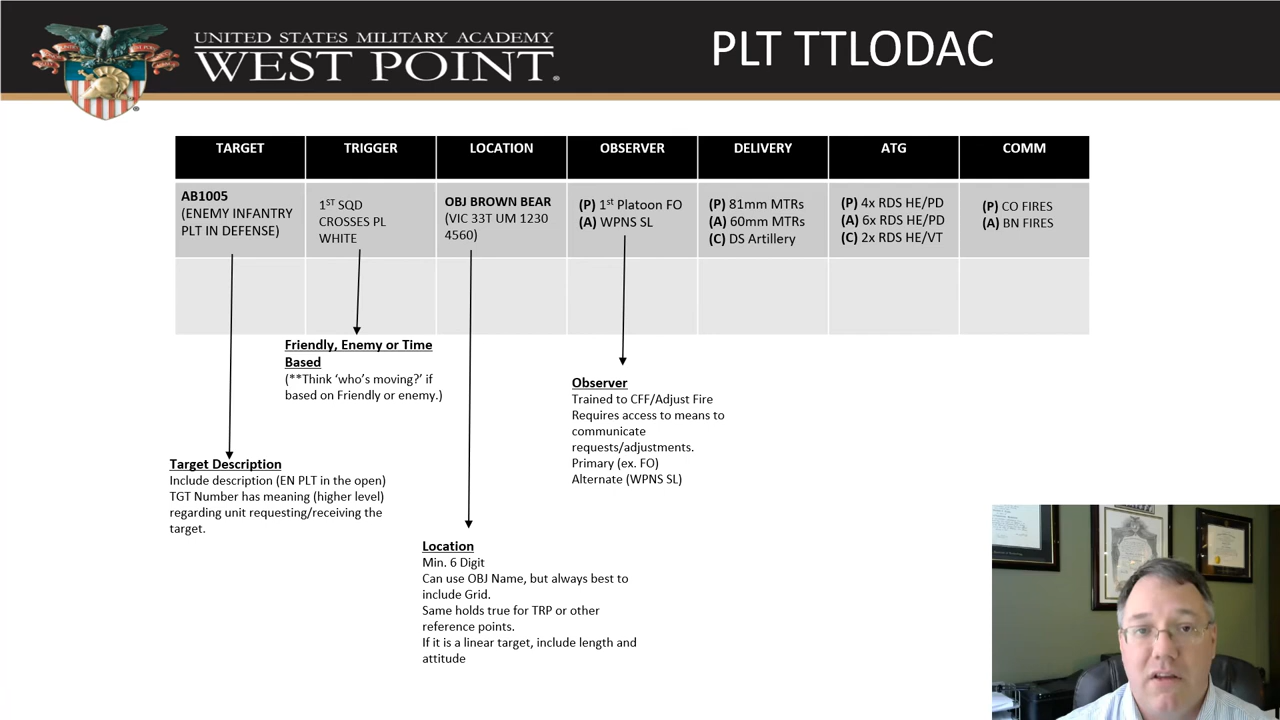 UNITED STATES MILITARY ACADEMY
WEST POINT.
PLT TTLODAC
TARGET
TRIGGER
LOCATION
OBSERVER
DELIVERY
ATG
COMM
AB1005
(ENEMY INFANTRY
PLT IN DEFENSE)
1ST SQD
CROSSES PL
WHITE
OBJ BROWN BEAR
(VIC 33T UM 1230
4560)
(P) 1st Platoon FO
(A) WPNS SL
(P) 81mm MTRs
(A) 60mm MTRs
(C) DS Artillery
(P) 4x RDS HE/PD
(A) 6x RDS HE/PD
(C) 2x RDS HE/VT
(P) CO FIRES
(A) BN FIRES
Friendly, Enemy or Time
Based
(**Think ‘who’s moving?’ if
based on Friendly or enemy.)
Observer
Trained to CFF/Adjust Fire
Requires access to means to
communicate
requests/adjustments.
Primary (ex. FO)
Alternate (WPNS SL)
Target Description
Include description (EN PLT in the open)
TGT Number has meaning (higher level)
regarding unit requesting/receiving the
target.
Location
Min. 6 Digit
Can use OBJ Name, but always best to
include Grid.
Same holds true for TRP or other
reference points.
If it is a linear target, include length and
attitude